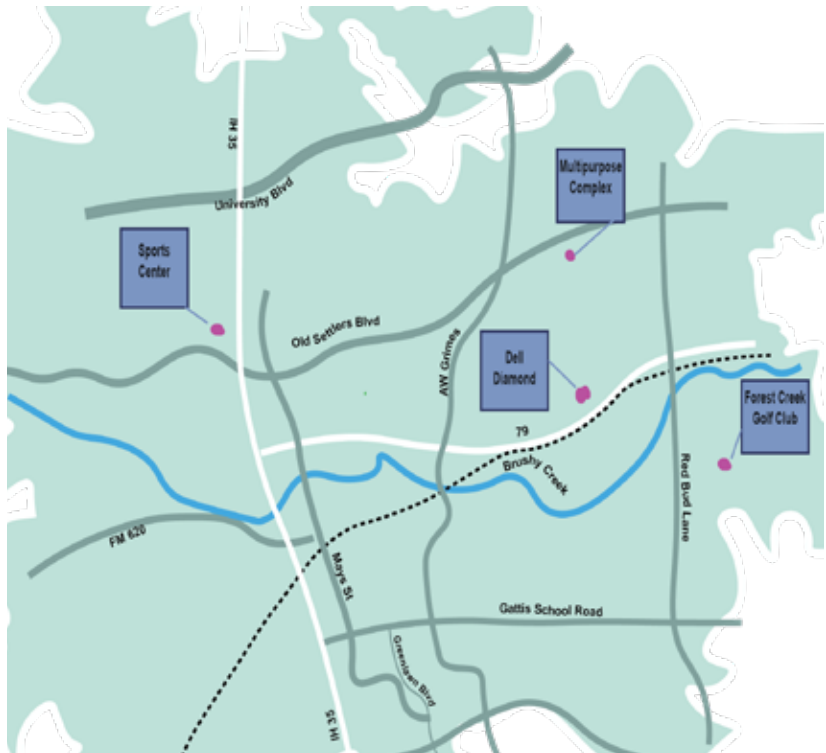 IH 35
University Blvd
Multipurpose
Complex
Sports
Center
Old Settlers Blvd
AW Grimes
Dell
Diamond
Forest Creek
Golf Club
79
Brushy Creek
Red Bud Lane
FM 620
Mays St
Gattis School Road
Greenlawn Blvd
IH 35